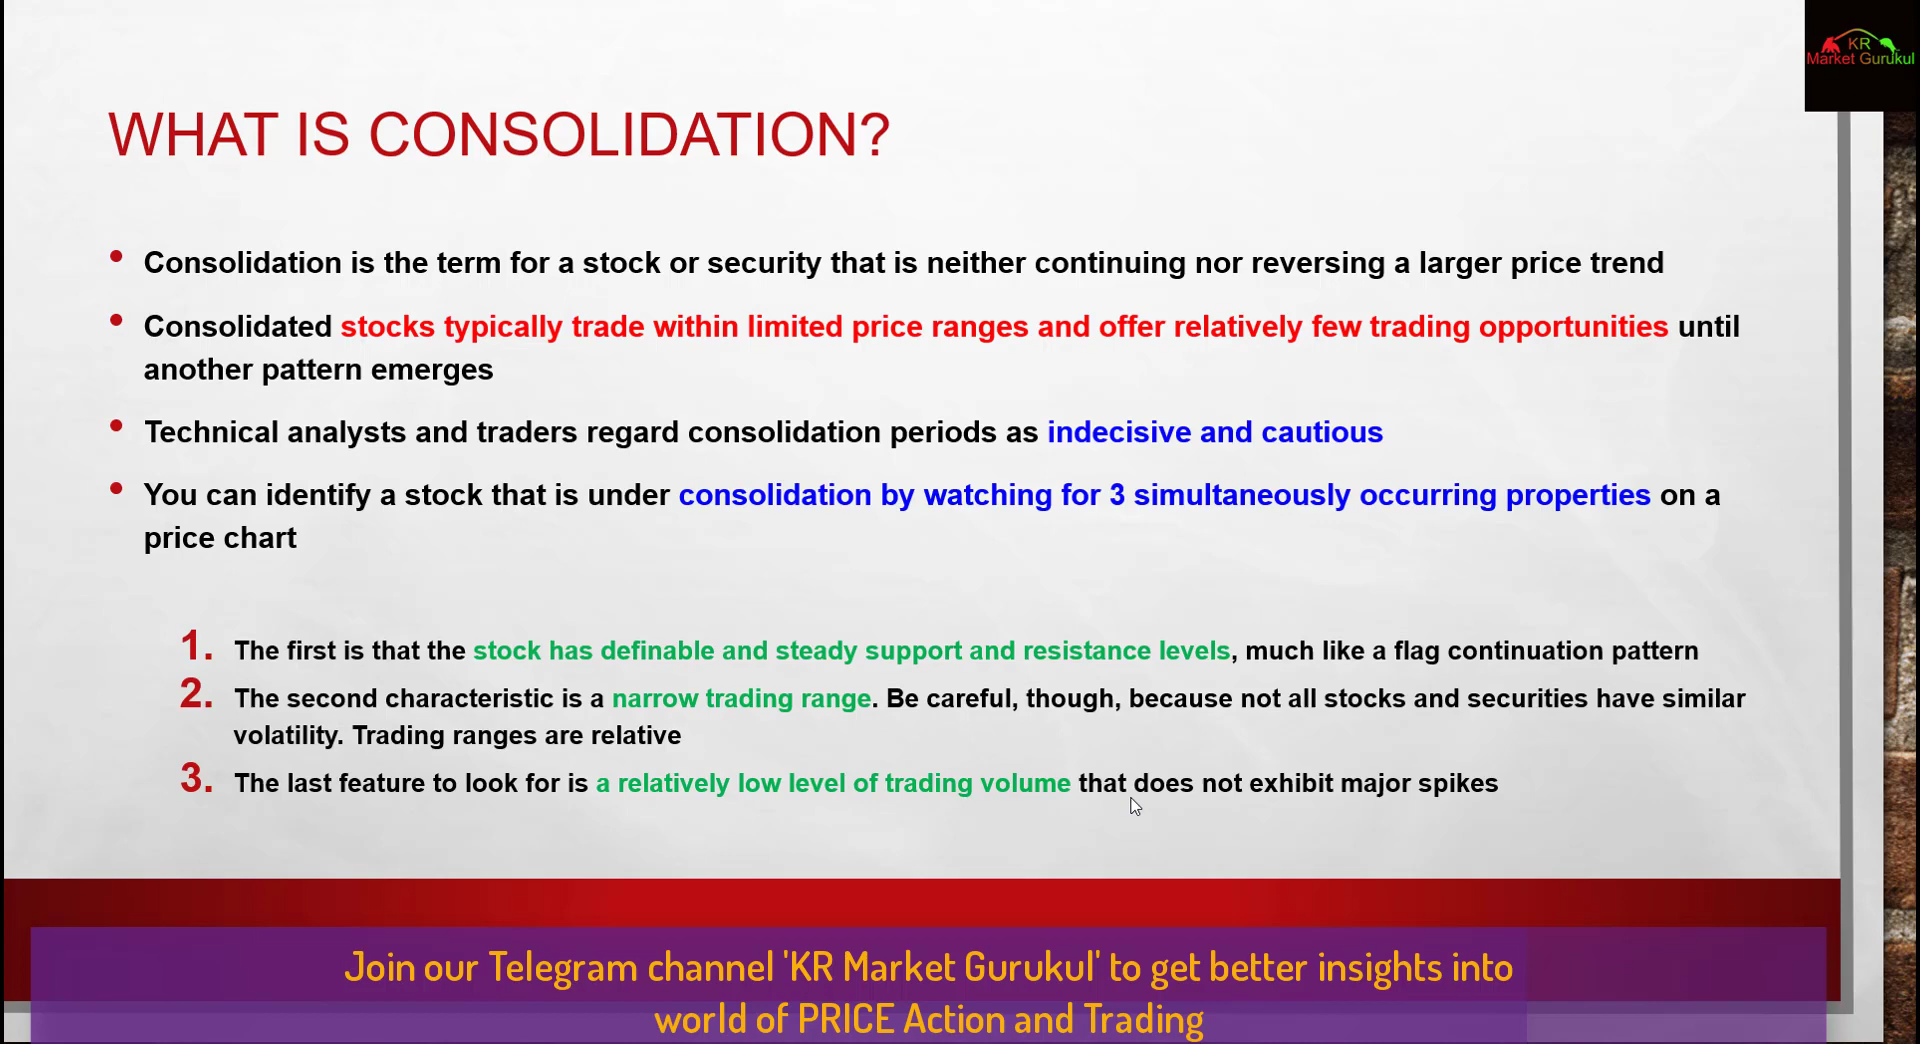 KR
Market Gurukul
WHAT IS CONSOLIDATION?
• Consolidation is the term for a stock or security that is neither continuing nor reversing a larger price trend
• Consolidated stocks typically trade within limited price ranges and offer relatively few trading opportunities until
another pattern emerges
• Technical analysts and traders regard consolidation periods as indecisive and cautious
• You can identify a stock that is under consolidation by watching for 3 simultaneously occurring properties on a
price chart
1. The first is that the stock has definable and steady support and resistance levels, much like a flag continuation pattern
2. The second characteristic is a narrow trading range. Be careful, though, because not all stocks and securities have similar
volatility. Trading ranges are relative
3. The last feature to look for is a relatively low level of trading volume that does not exhibit major spikes
Join our Telegram channel 'KR Market Gurukul' to get better insights into
world of PRICE Action and Trading